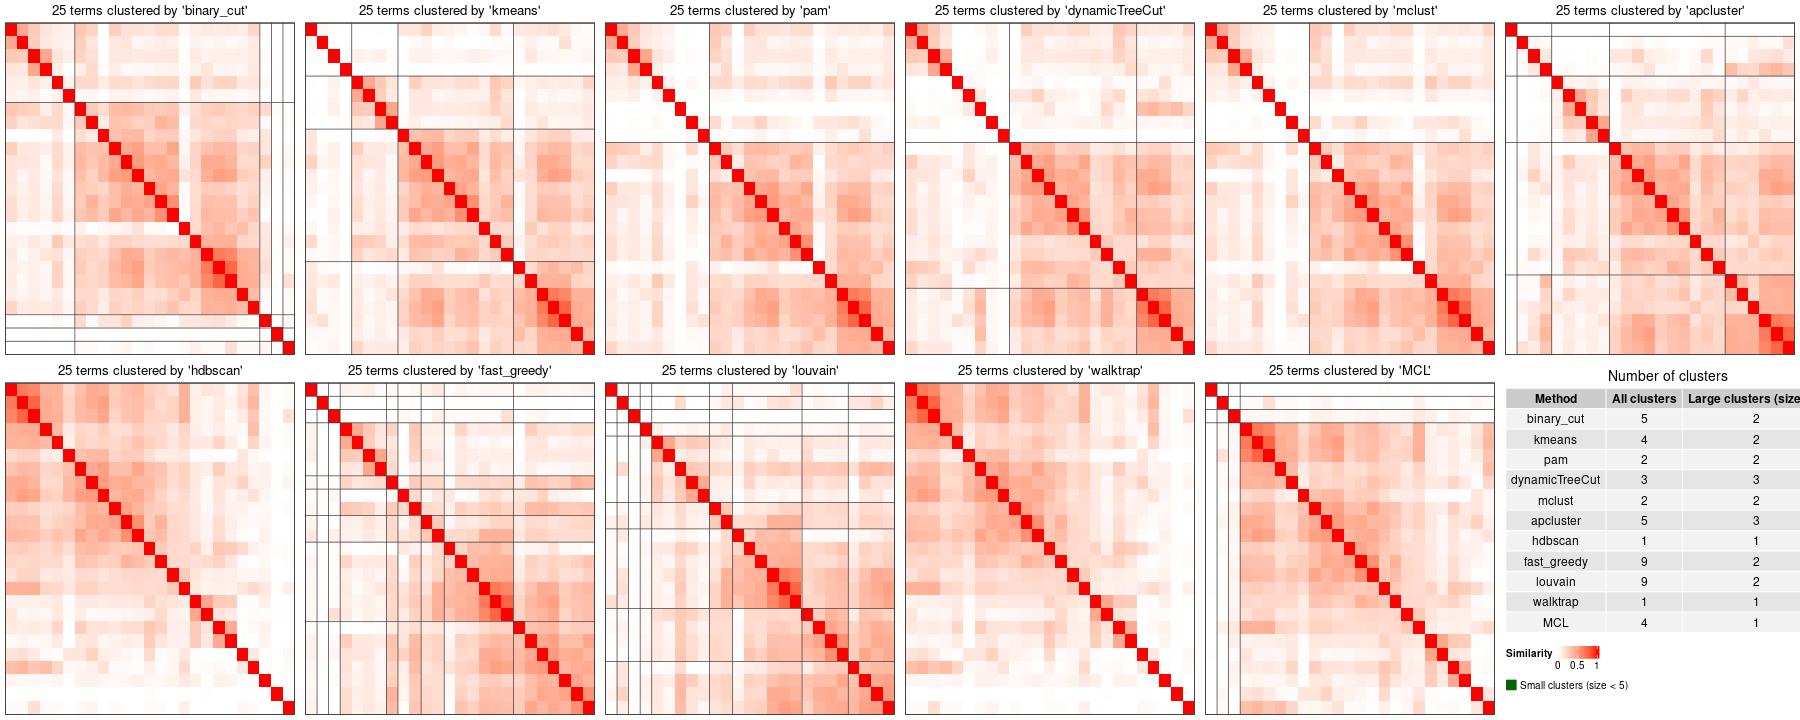 25 terms clustered by 'binary_cut'
25 terms clustered by 'kmeans'
25 terms clustered by 'pam'
25 terms clustered by 'dynamicTreeCut'
25 terms clustered by 'mclust'
25 terms clustered by 'apcluster'
25 terms clustered by 'hdbscan'
25 terms clustered by 'fast_greedy'
25 terms clustered by 'louvain'
25 terms clustered by 'walktrap'
25 terms clustered by 'MCL'
Number of clusters
Method All clusters Large clusters (size
binary_cut 5 2
kmeans 4 2
pam 2 2
dynamicTreeCut 3 3
mclust 2 2
apcluster 5 3
hdbscan 1 1
fast_greedy 9 2
louvain 9 2
walktrap 1 1
MCL 4 1
Similarity
0 0.5 1
Small clusters (size < 5)